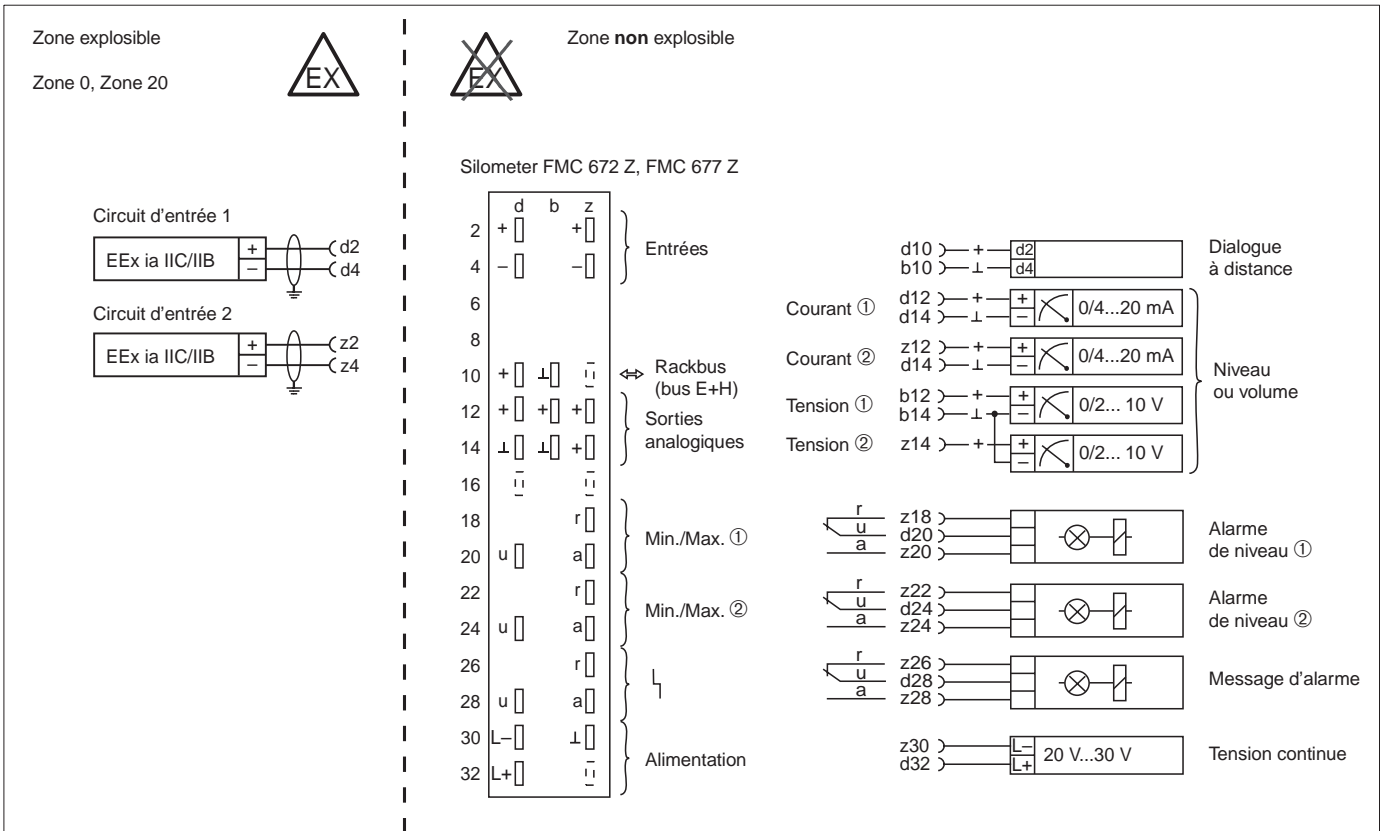 Zone explosible
Zone 0, Zone 20
EX
EX
Zone non explosible
Silometer FMC 672 Z, FMC 677 Z
Circuit d'entrée 1
EEx ia IIC/IIB
+
–
d2
d4
Circuit d'entrée 2
EEx ia IIC/IIB
+
–
z2
z4
d b z
2 + +
4 – –
Entrées
6
8
10 + ⊥
Rackbus
(bus E+H)
12 + + +
14 ⊥ ⊥ +
Sorties
analogiques
16
18 r
20 u a
Min./Max. ①
22 r
24 u a
Min./Max. ②
26 r
28 u a
30 L– ⊥
32 L+
Alimentation
d10 + d2
b10 ⊥ d4
Dialogue
à distance
Courant ①
d12 + +
d14 ⊥ –
0/4...20 mA
Courant ②
z12 + +
d14 ⊥ –
0/4...20 mA
Tension ①
b12 + +
b14 ⊥ –
0/2... 10 V
Tension ②
z14 + +
–
0/2... 10 V
Niveau
ou volume
r z18
u d20
a z20
Alarme
de niveau ①
r z22
u d24
a z24
Alarme
de niveau ②
r z26
u d28
a z28
Message d'alarme
z30 L–
d32 L+
20 V...30 V
Tension continue